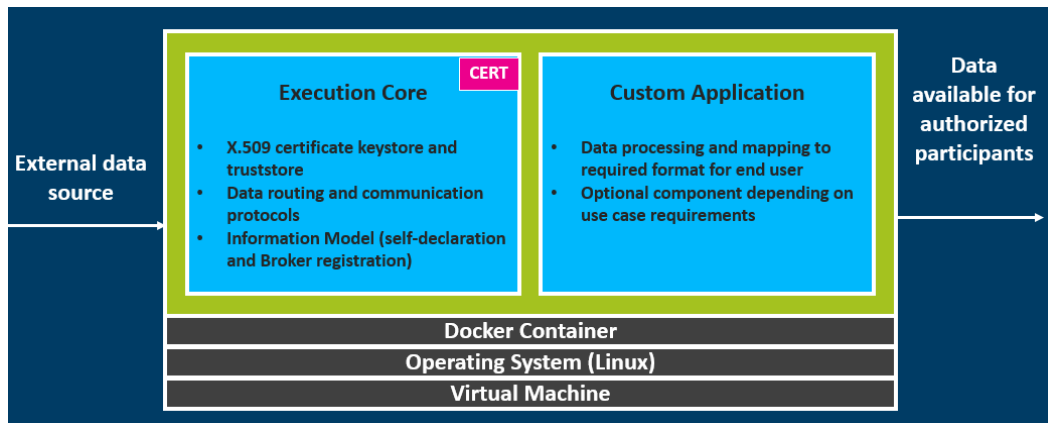 External data
source
CERT
Execution Core
• X.509 certificate keystore and
truststore
• Data routing and communication
protocols
• Information Model (self-declaration
and Broker registration)
Custom Application
• Data processing and mapping to
required format for end user
• Optional component depending on
use case requirements
Data
available for
authorized
participants
Docker Container
Operating System (Linux)
Virtual Machine